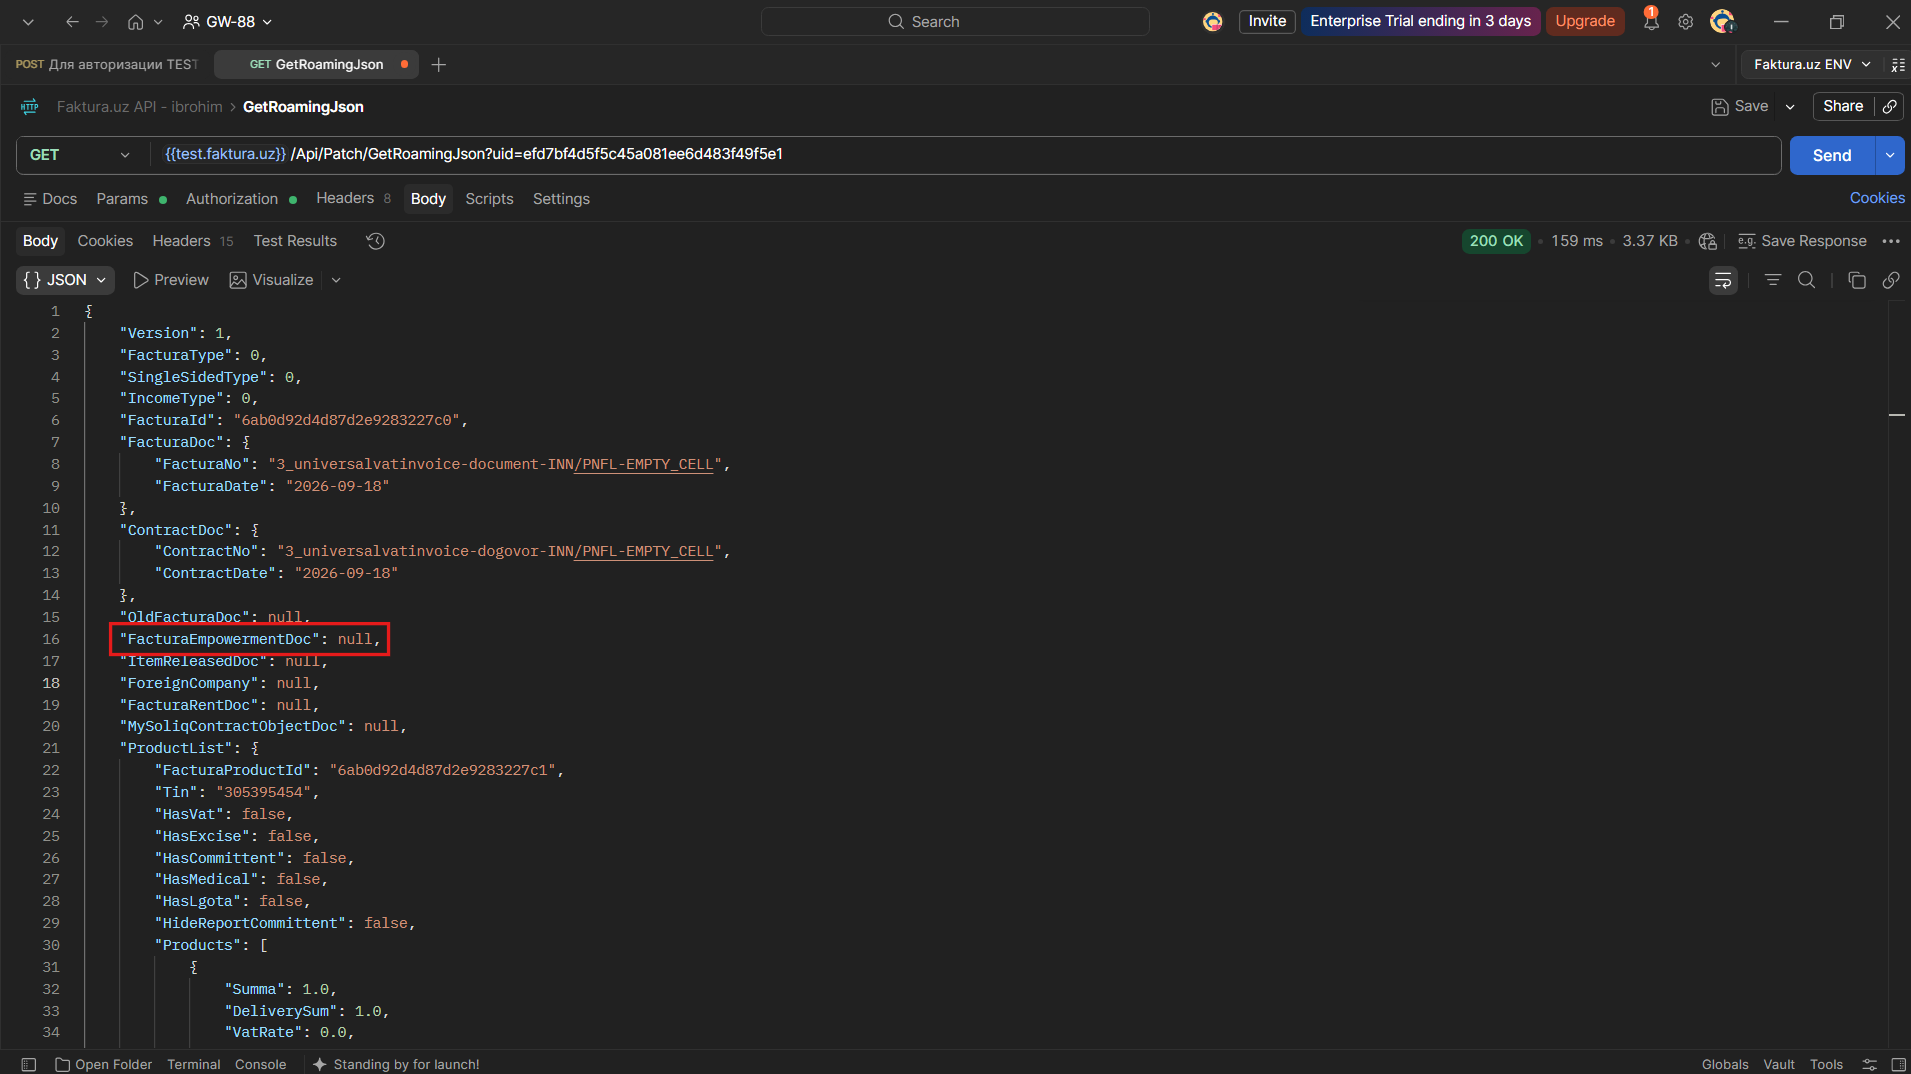 GW-88
Search
Invite
Enterprise Trial ending in 3 days
Upgrade
1
POST Для авторизации TEST
GET GetRoamingJson
Faktura.uz ENV
HTTP Faktura.uz API - ibrohim > GetRoamingJson
Save
Share
GET
{{test.faktura.uz}} /Api/Patch/GetRoamingJson?uid=efd7bf4d5f5c45a081ee6d483f49f5e1
Send
Docs Params Authorization Headers 8 Body Scripts Settings
Cookies
Body Cookies Headers 15 Test Results
200 OK • 159 ms • 3.37 KB • e.g. Save Response
{} JSON Preview Visualize
1 {
2 "Version": 1,
3 "FacturaType": 0,
4 "SingleSidedType": 0,
5 "IncomeType": 0,
6 "FacturaId": "6ab0d92d4d87d2e9283227c0",
7 "FacturaDoc": {
8 "FacturaNo": "3_universalvatinvoice-document-INN/PNFL-EMPTY_CELL",
9 "FacturaDate": "2026-09-18"
10 },
11 "ContractDoc": {
12 "ContractNo": "3_universalvatinvoice-dogovor-INN/PNFL-EMPTY_CELL",
13 "ContractDate": "2026-09-18"
14 },
15 "OldFacturaDoc": null,
16 "FacturaEmpowermentDoc": null,
17 "ItemReleasedDoc": null,
18 "ForeignCompany": null,
19 "FacturaRentDoc": null,
20 "MySoliqContractObjectDoc": null,
21 "ProductList": {
22 "FacturaProductId": "6ab0d92d4d87d2e9283227c1",
23 "Tin": "305395454",
24 "HasVat": false,
25 "HasExcise": false,
26 "HasCommittent": false,
27 "HasMedical": false,
28 "HasLgota": false,
29 "HideReportCommittent": false,
30 "Products": [
31 {
32 "Summa": 1.0,
33 "DeliverySum": 1.0,
34 "VatRate": 0.0,
Open Folder Terminal Console Standing by for launch!
Globals Vault Tools